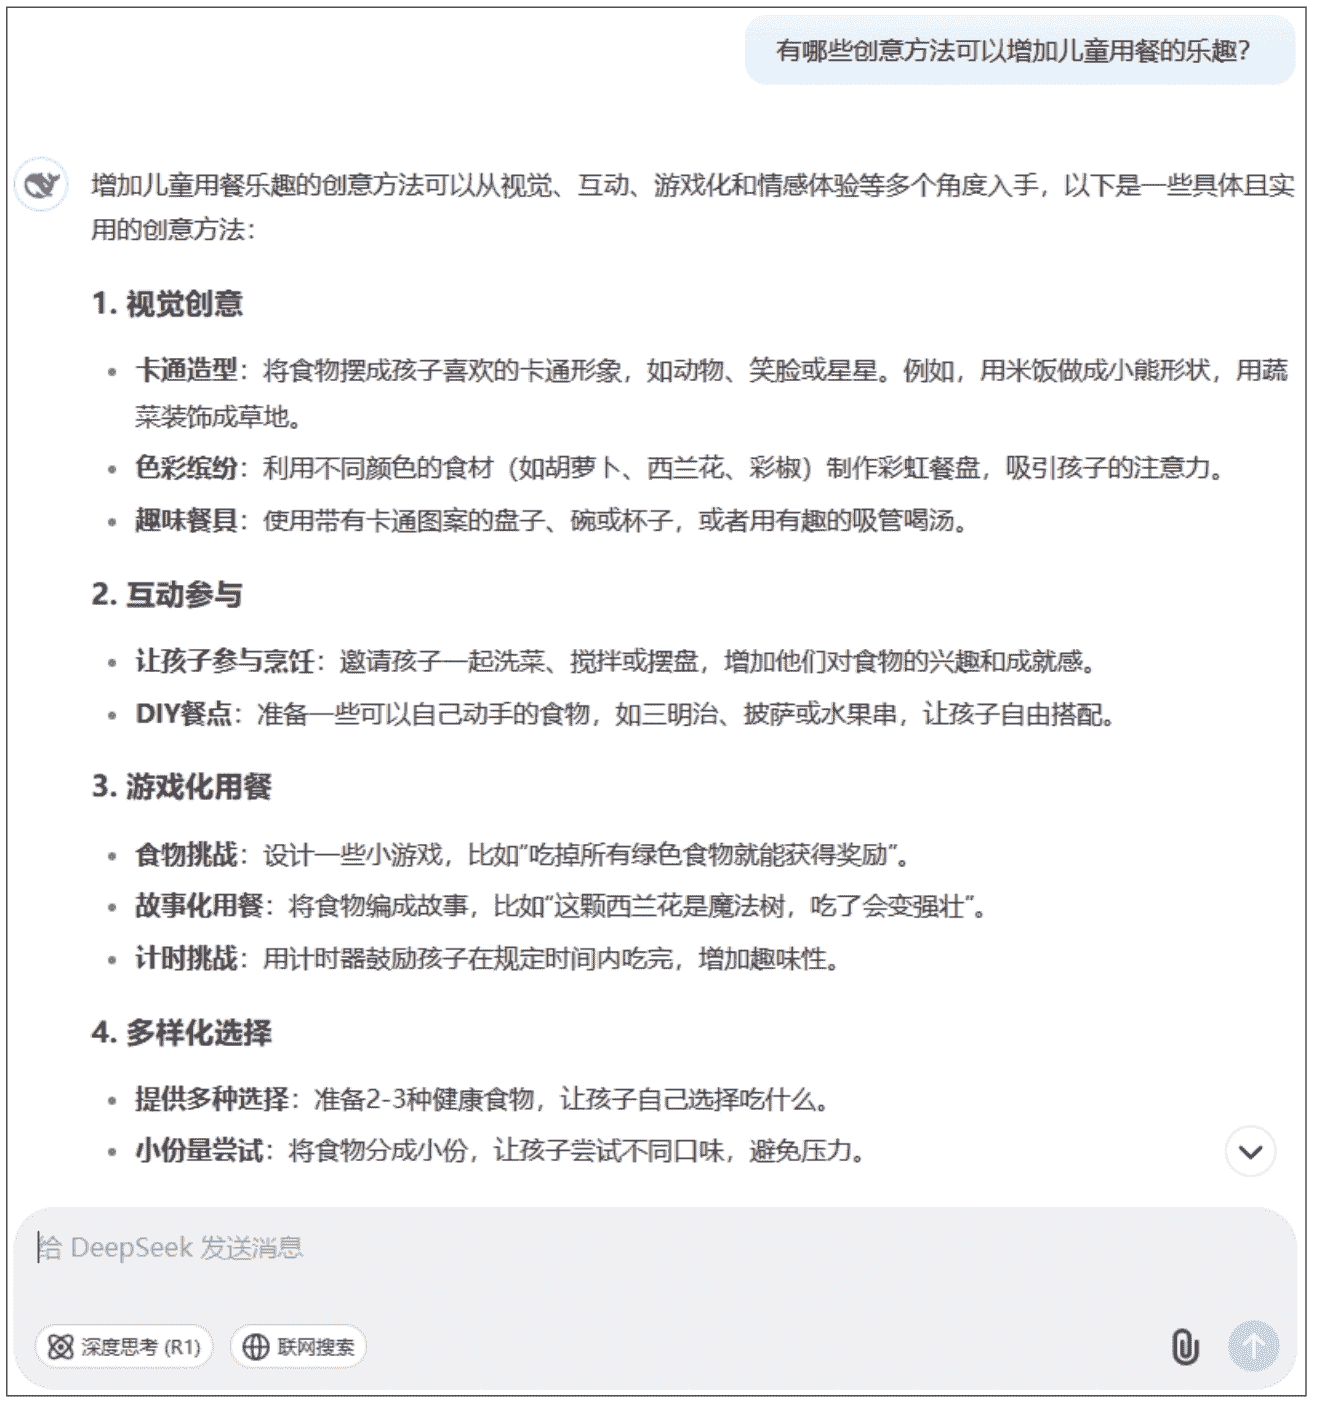 有哪些创意方法可以增加儿童用餐的乐趣？
增加儿童用餐乐趣的创意方法可以从视觉、互动、游戏化和情感体验等多个角度入手，以下是一些具体且实
用的创意方法：
1. 视觉创意
• 卡通造型：将食物摆成孩子喜欢的卡通形象，如动物、笑脸或星星。例如，用米饭做成小熊形状，用蔬
菜装饰成草地。
• 色彩缤纷：利用不同颜色的食材（如胡萝卜、西兰花、彩椒）制作彩虹餐盘，吸引孩子的注意力。
• 趣味餐具：使用带有卡通图案的盘子、碗或杯子，或者用有趣的吸管喝汤。
2. 互动参与
• 让孩子参与烹饪：邀请孩子一起洗菜、搅拌或摆盘，增加他们对食物的兴趣和成就感。
• DIY餐点：准备一些可以自己动手的食物，如三明治、披萨或水果串，让孩子自由搭配。
3. 游戏化用餐
• 食物挑战：设计一些小游戏，比如“吃掉所有绿色食物就能获得奖励”。
• 故事化用餐：将食物编成故事，比如“这颗西兰花是魔法树，吃了会变强壮”。
• 计时挑战：用计时器鼓励孩子在规定时间内吃完，增加趣味性。
4. 多样化选择
• 提供多种选择：准备2-3种健康食物，让孩子自己选择吃什么。
• 小份量尝试：将食物分成小份，让孩子尝试不同口味，避免压力。
给 DeepSeek 发送消息
深度思考 (R1) 联网搜索